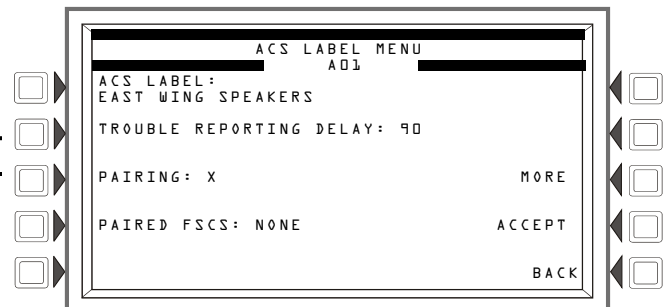 ACS LABEL MENU
A01
ACS LABEL:
EAST WING SPEAKERS
TROUBLE REPORTING DELAY: 90
PAIRING: X
MORE
PAIRED FSCS: NONE
ACCEPT
BACK